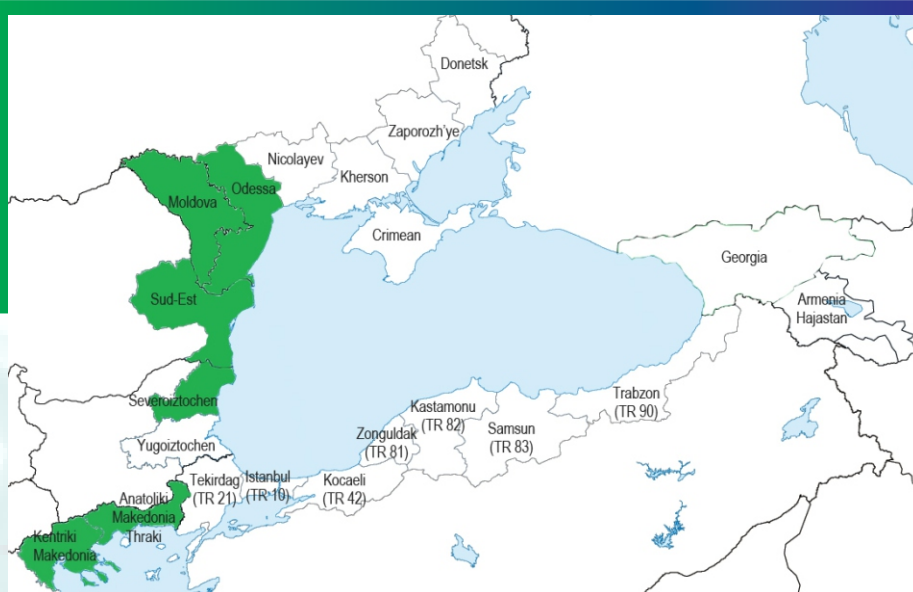 Donetsk
Zaporozh'ye
Nicolayev
Kherson
Odessa
Moldova
Crimean
Georgia
Sud-Est
Armonia
Hajastan
Severoiztochen
Trabzon
(TR 90)
Kastamonu
(TR 82)
Samsun
(TR 83)
Zonguldak
(TR 81)
Yugoiztochen
Tekirdag
(TR 21)
Istanbul
(TR 10)
Kocaeli
(TR 42)
Anatoliki
Makedonia
Thraki
Kentriki
Makedonia